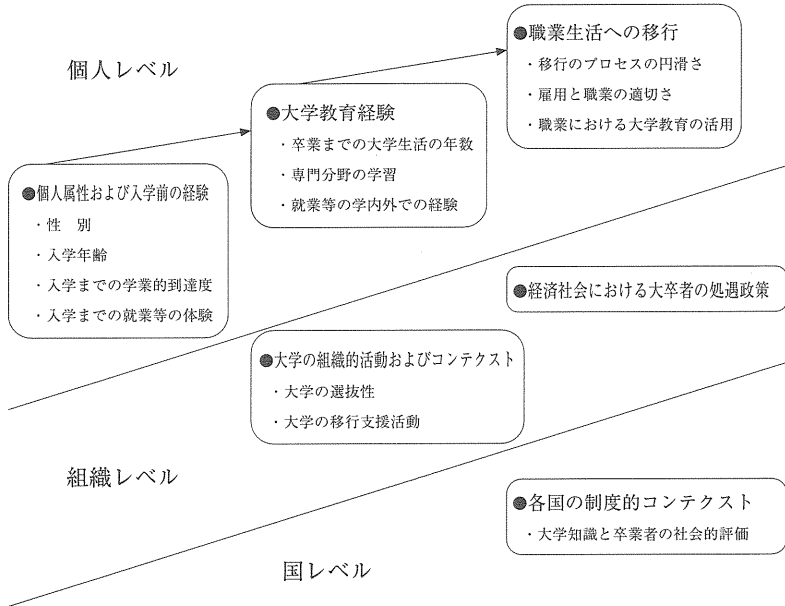 個人レベル
●職業生活への移行
・移行のプロセスの円滑さ
・雇用と職業の適切さ
・職業における大学教育の活用
●大学教育経験
・卒業までの大学生活の年数
・専門分野の学習
・就業等の学内外での経験
●個人属性および入学前の経験
・性　別
・入学年齢
・入学までの学業的到達度
・入学までの就業等の体験
●経済社会における大卒者の処遇政策
●大学の組織的活動およびコンテクスト
・大学の選抜性
・大学の移行支援活動
組織レベル
●各国の制度的コンテクスト
・大学知識と卒業者の社会的評価
国レベル